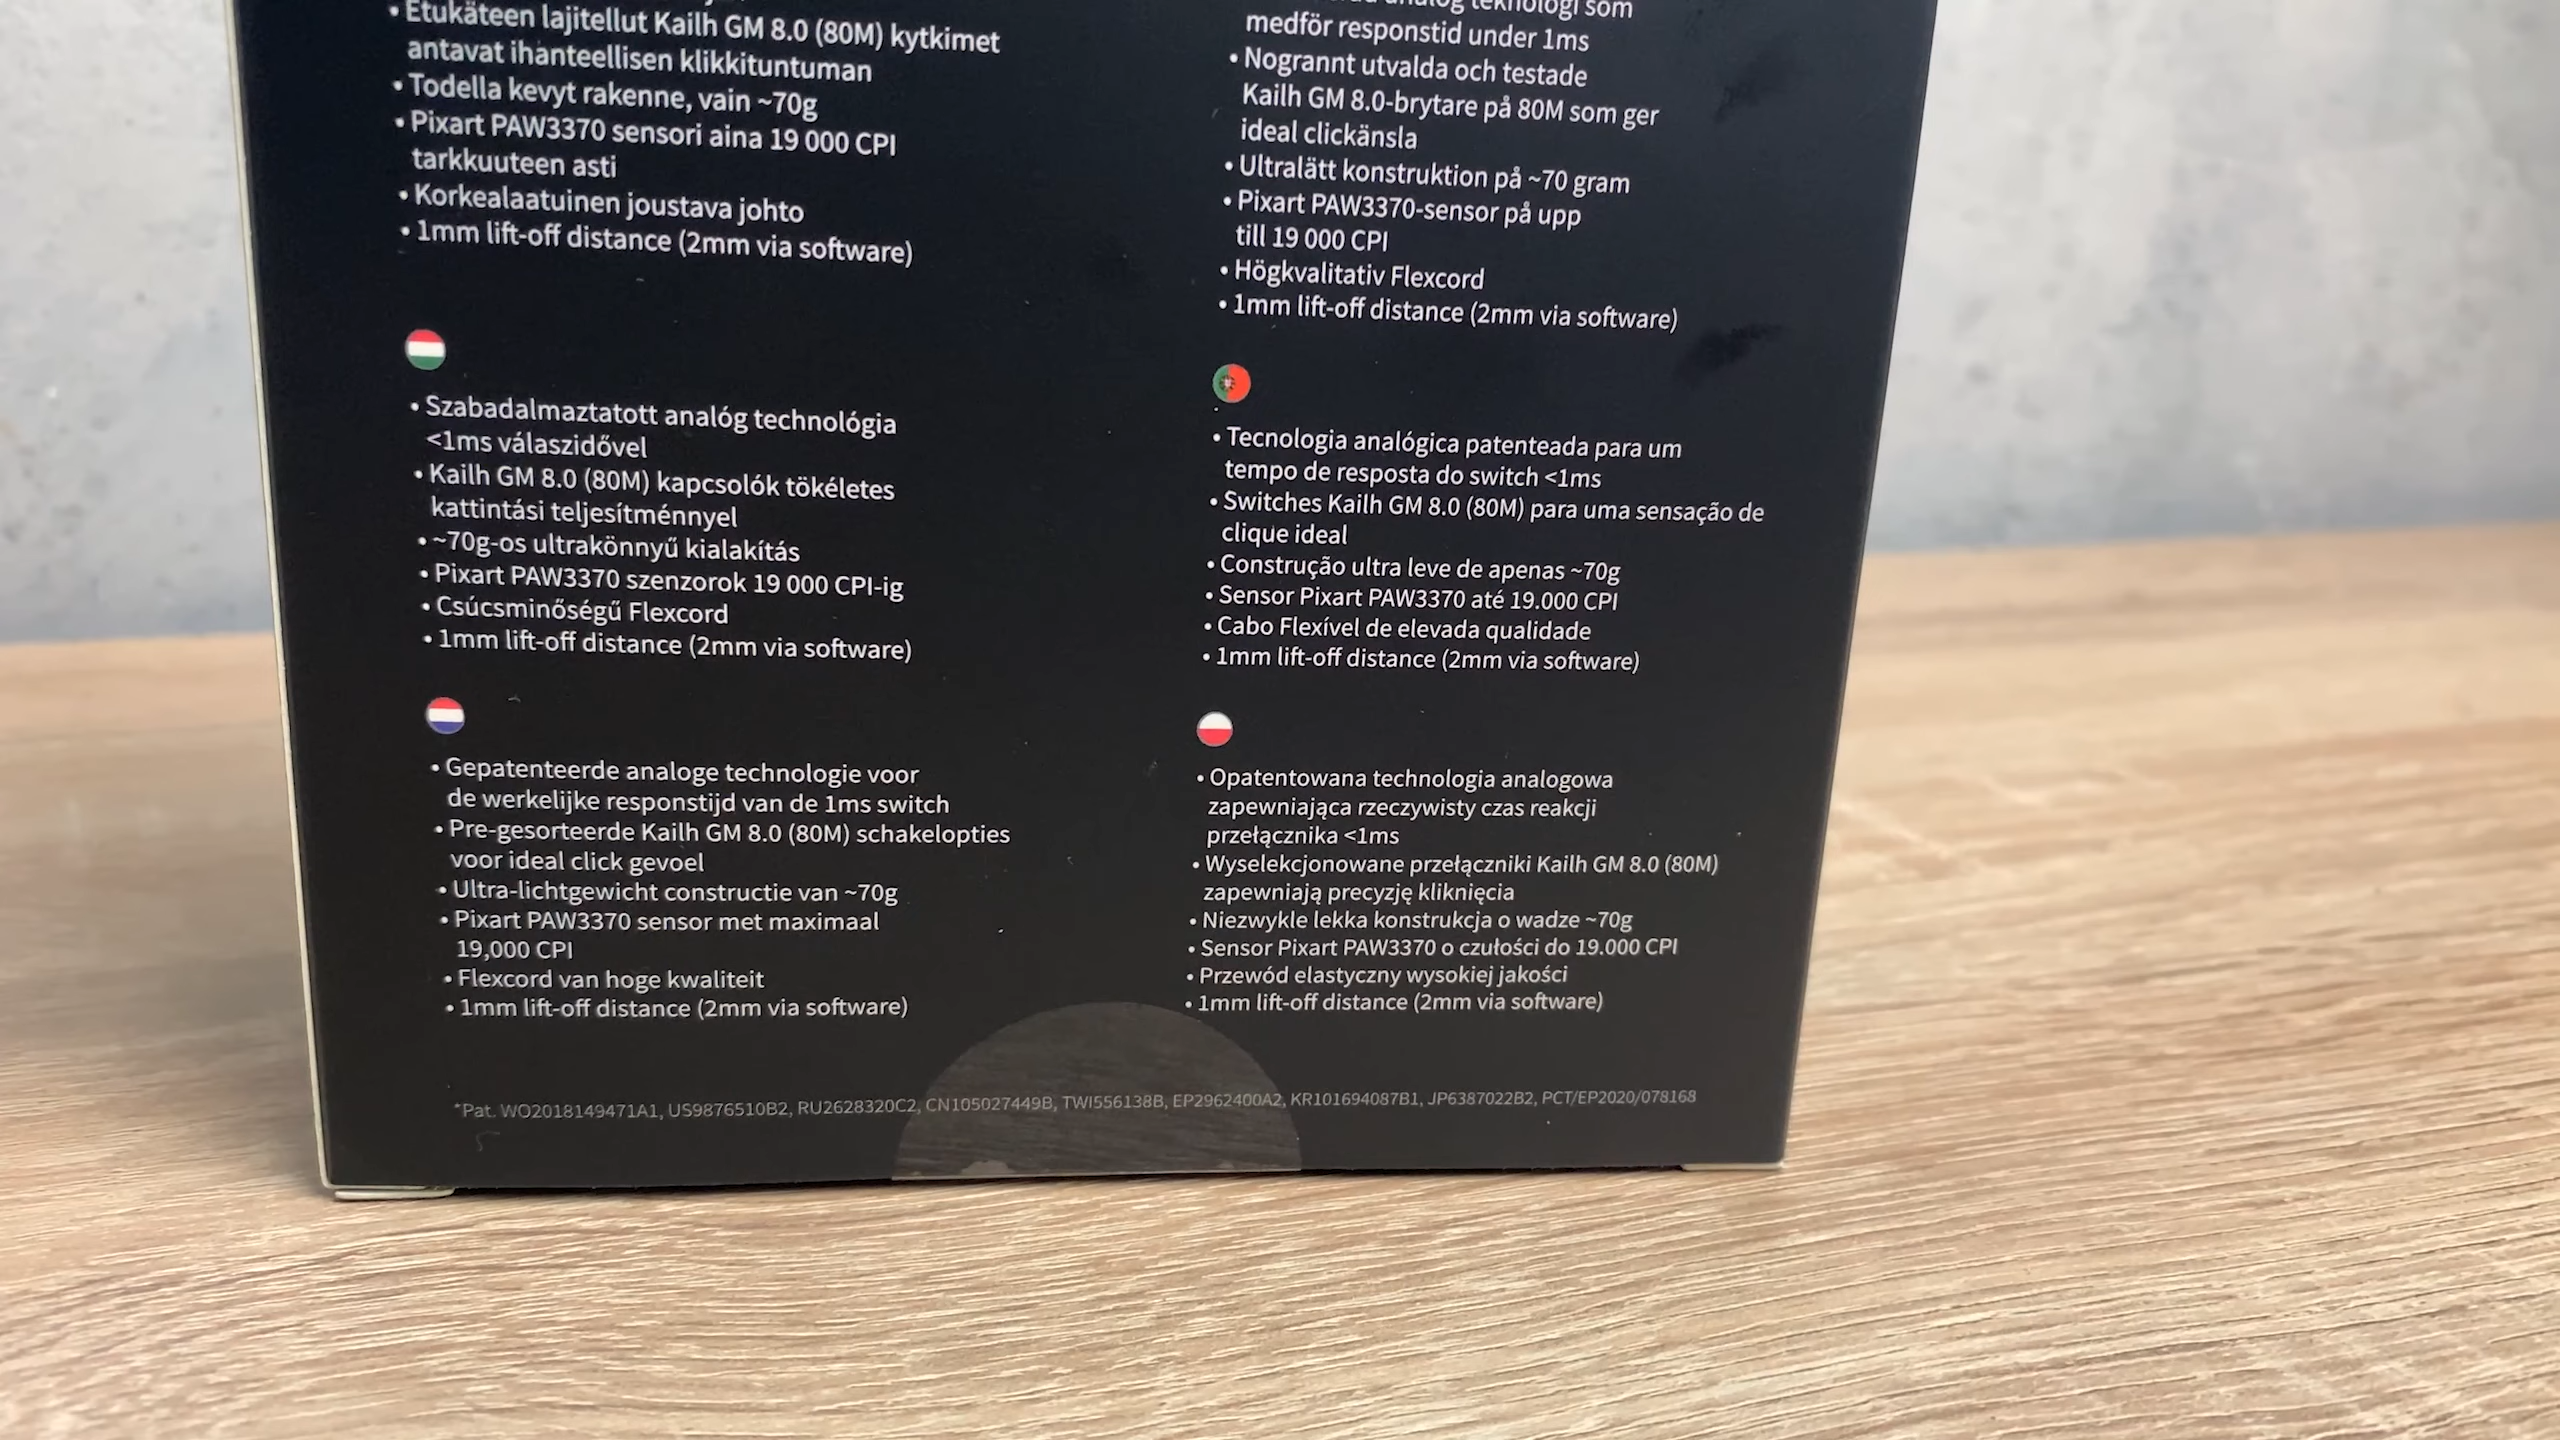 • Etukäteen lajitellut Kailh GM 8.0 (80M) kytkimet
antavat ihanteellisen klikkituntuman
• Todella kevyt rakenne, vain ~70g
• Pixart PAW3370 sensori aina 19 000 CPI
tarkkuuteen asti
• Korkealaatuinen joustava johto
• 1mm lift-off distance (2mm via software)
• Szabadalmaztatott analóg technológia
<1ms válaszidővel
• Kailh GM 8.0 (80M) kapcsolók tökéletes
kattintási teljesítménnyel
• ~70g-os ultrakönnyű kialakítás
• Pixart PAW3370 szenzorok 19 000 CPI-ig
• Csúcsminőségű Flexcord
• 1mm lift-off distance (2mm via software)
• Gepatenteerde analoge technologie voor
de werkelijke responstijd van de 1ms switch
• Pre-gesorteerde Kailh GM 8.0 (80M) schakelopties
voor ideal click gevoel
• Ultra-lichtgewicht constructie van ~70g
• Pixart PAW3370 sensor met maximaal
19,000 CPI
• Flexcord van hoge kwaliteit
• 1mm lift-off distance (2mm via software)
analog teknologi som
medför responstid under 1ms
• Nogrannt utvalda och testade
Kailh GM 8.0-brytare på 80M som ger
ideal clickänsla
• Ultralätt konstruktion på ~70 gram
• Pixart PAW3370-sensor på upp
till 19 000 CPI
• Högkvalitativ Flexcord
• 1mm lift-off distance (2mm via software)
• Tecnologia analógica patenteada para um
tempo de resposta do switch <1ms
• Switches Kailh GM 8.0 (80M) para uma sensação de
clique ideal
• Construção ultra leve de apenas ~70g
• Sensor Pixart PAW3370 até 19.000 CPI
• Cabo Flexível de elevada qualidade
• 1mm lift-off distance (2mm via software)
• Opatentowana technologia analogowa
zapewniająca rzeczywisty czas reakcji
przełącznika <1ms
• Wyselekcjonowane przełączniki Kailh GM 8.0 (80M)
zapewniają precyzję kliknięcia
• Niezwykle lekka konstrukcja o wadze ~70g
• Sensor Pixart PAW3370 o czułości do 19.000 CPI
• Przewód elastyczny wysokiej jakości
• 1mm lift-off distance (2mm via software)
*Pat. WO2018149471A1, US9876510B2, RU2628320C2, CN105027449B, TWI556138B, EP2962400A2, KR101694087B1, JP6387022B2, PCT/EP2020/078168